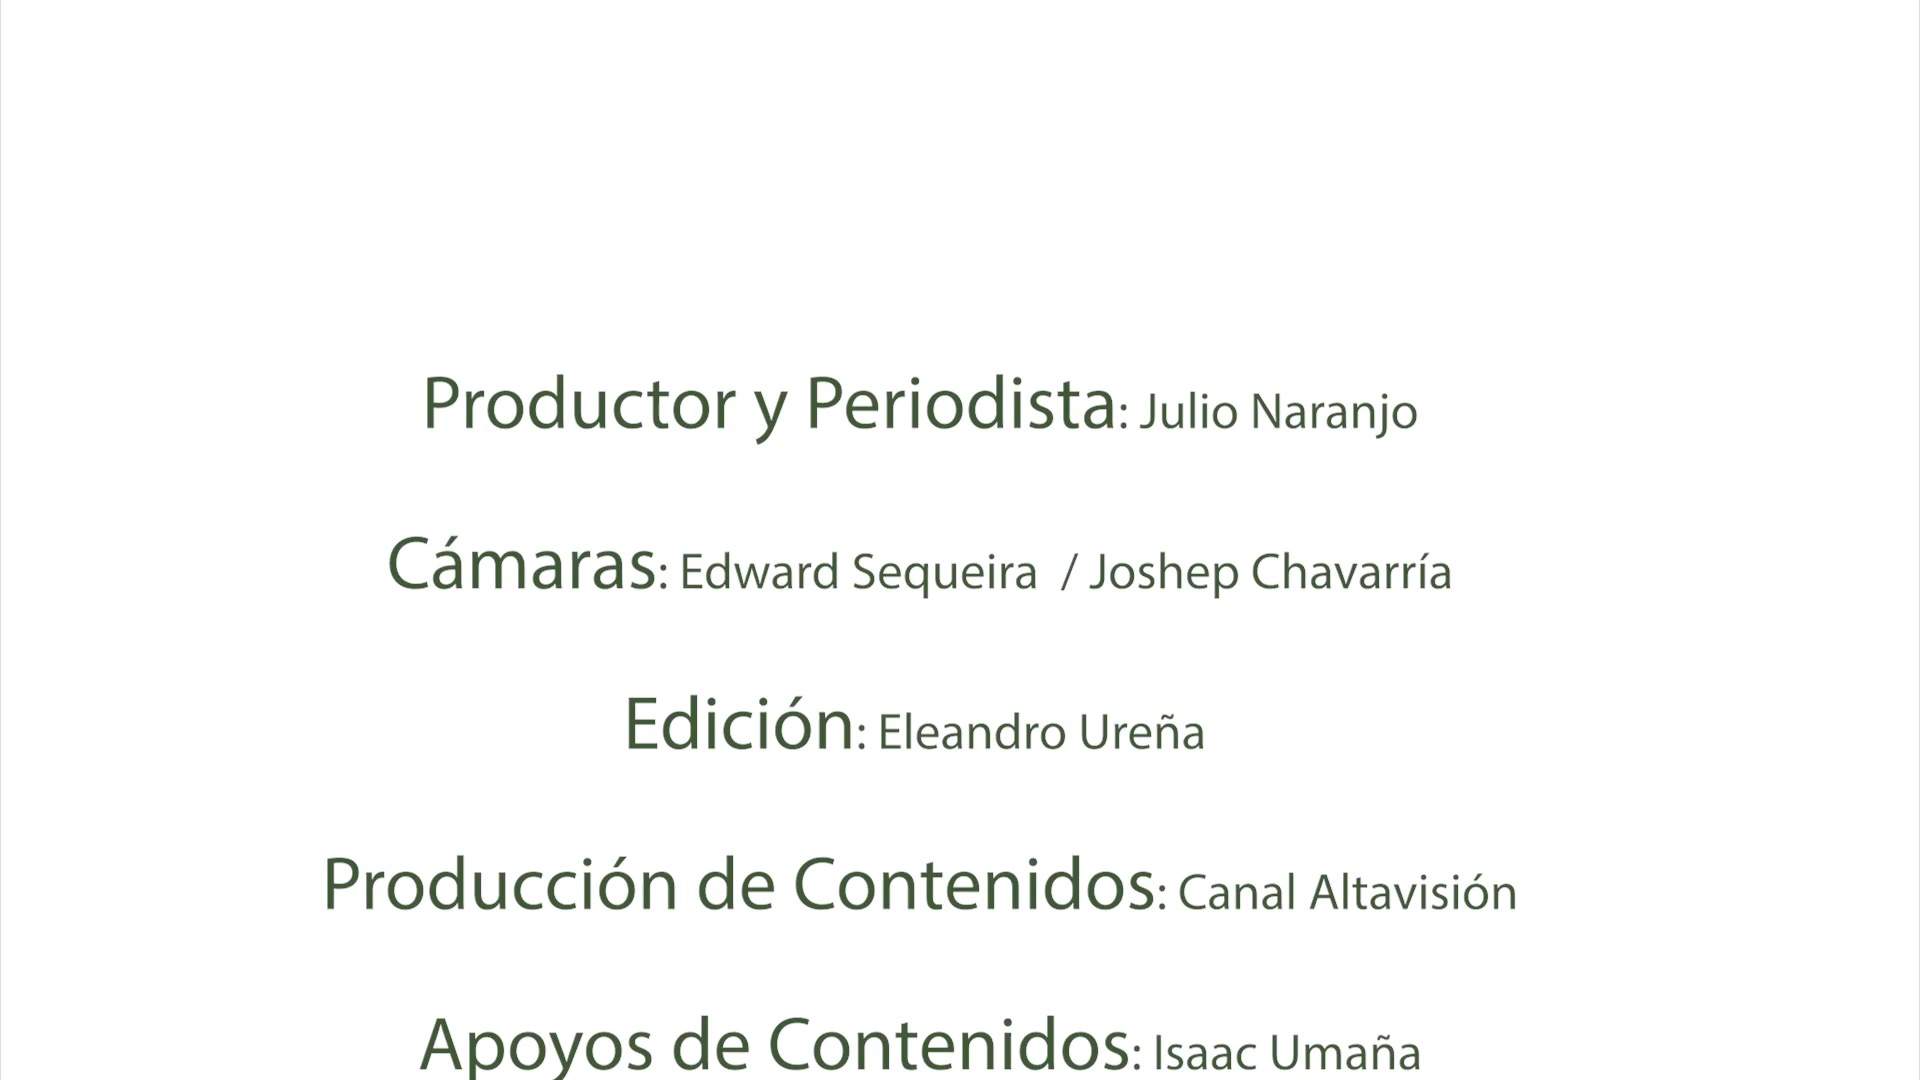 Productor y Periodista: Julio Naranjo
Cámaras: Edward Sequeira / Joshep Chavarría
Edición: Eleandro Ureña
Producción de Contenidos: Canal Altavisión
Apoyos de Contenidos: Isaac Umaña